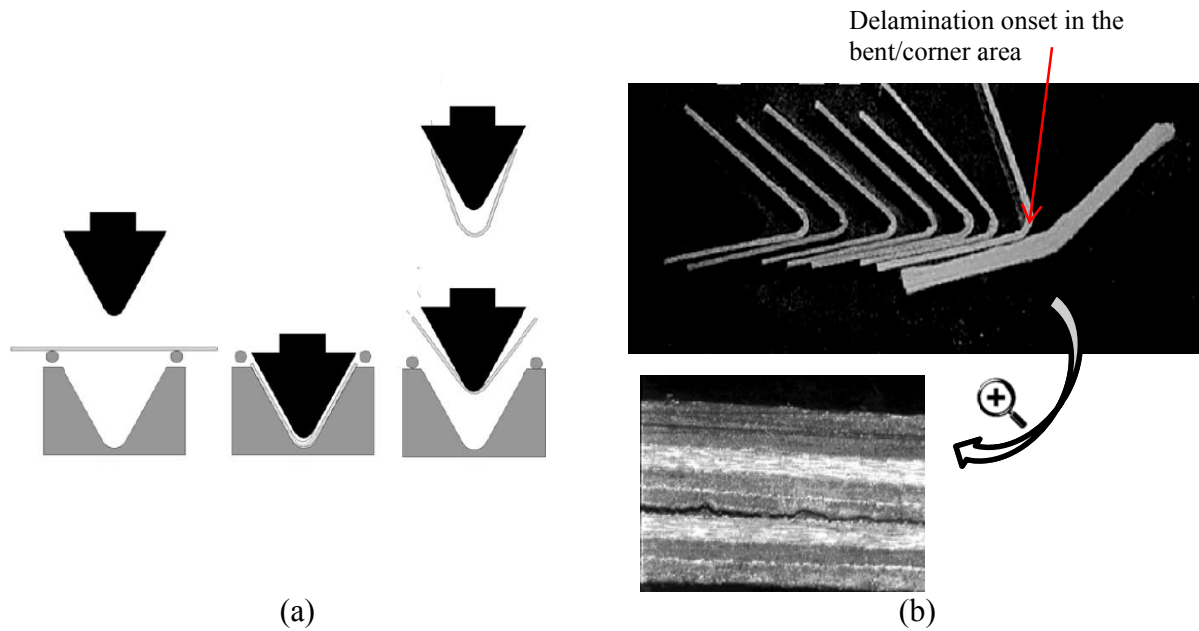 Delamination onset in the
bent/corner area
(a)
(b)